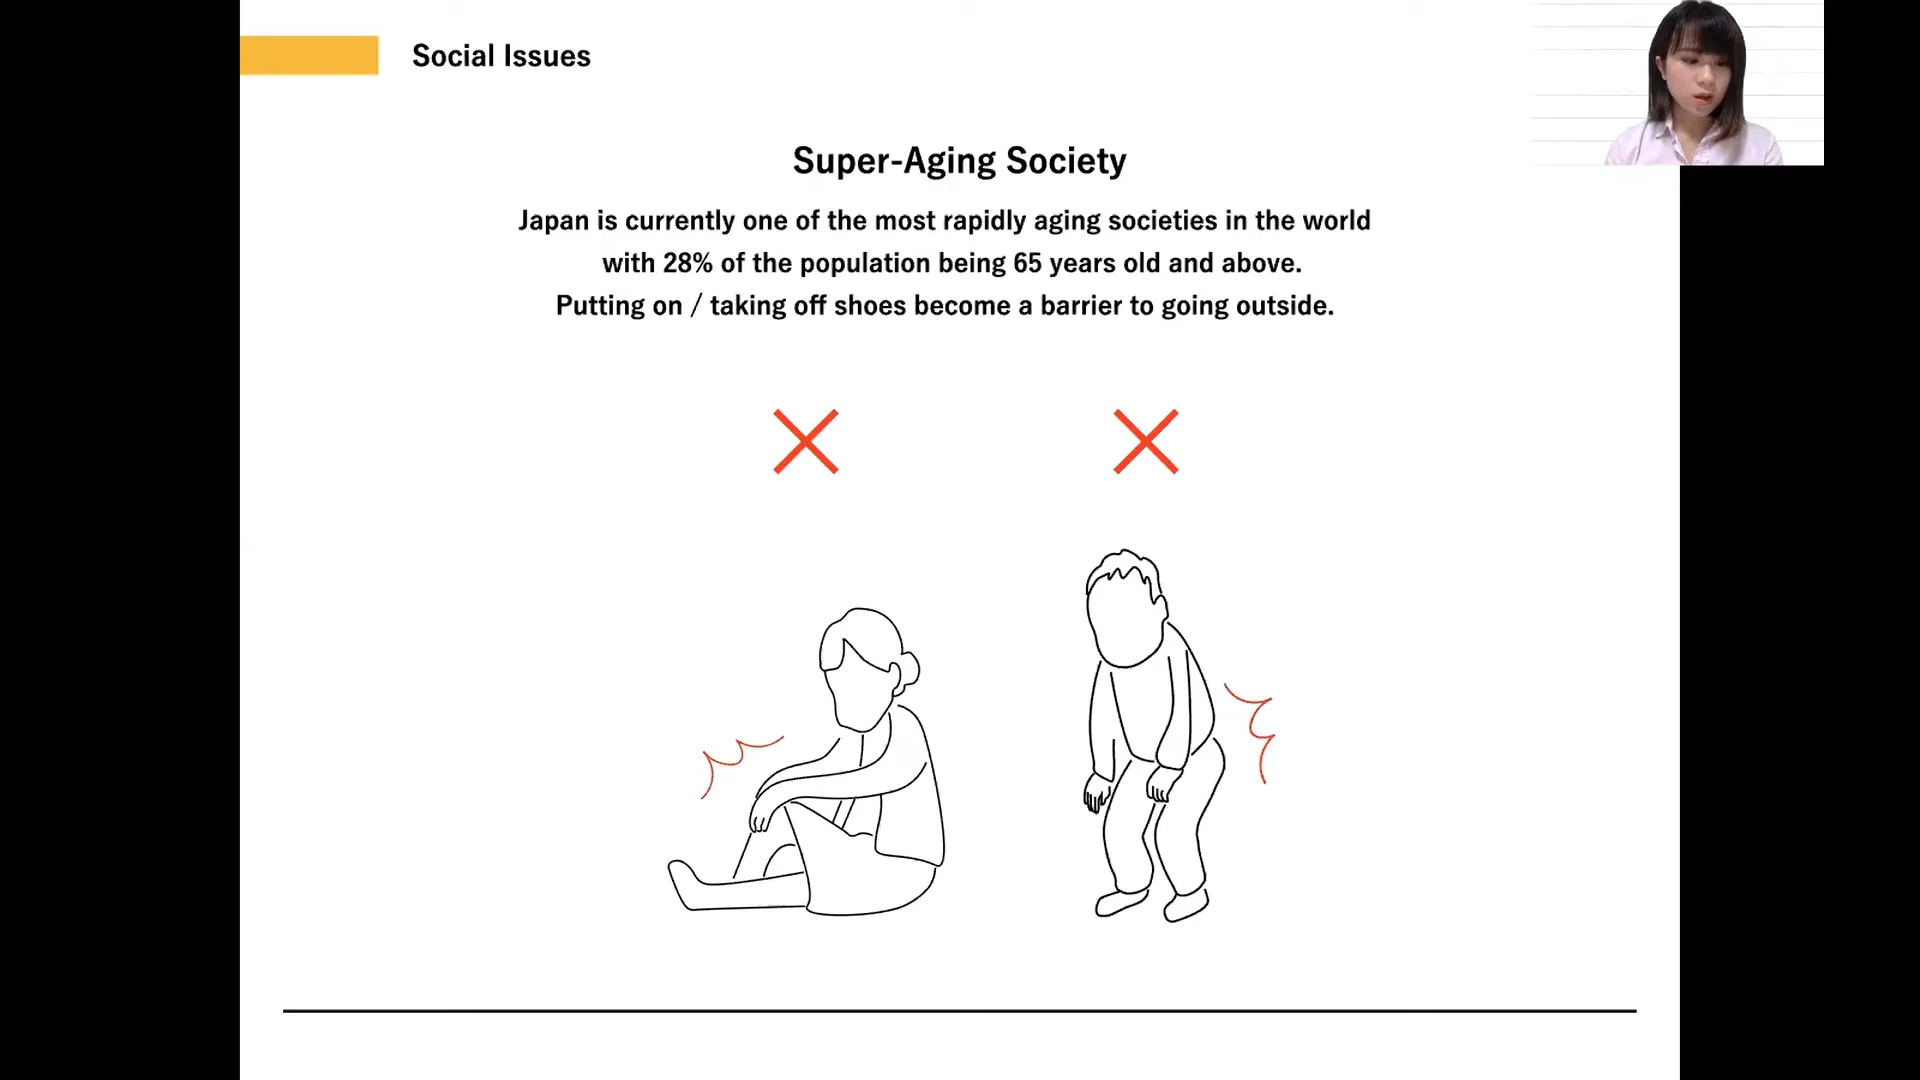 Social Issues
Super-Aging Society
Japan is currently one of the most rapidly aging societies in the world
with 28% of the population being 65 years old and above.
Putting on / taking off shoes become a barrier to going outside.